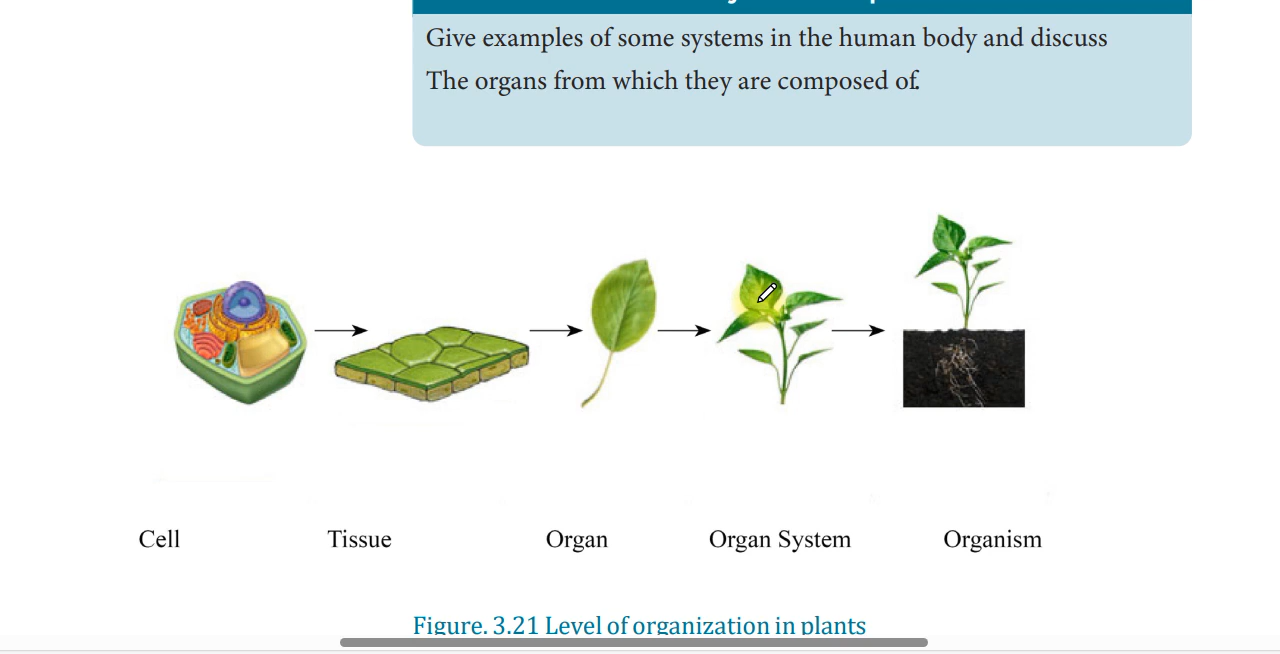 Give examples of some systems in the human body and discuss
The organs from which they are composed of.
Cell Tissue Organ Organ System Organism
Figure. 3.21 Level of organization in plants